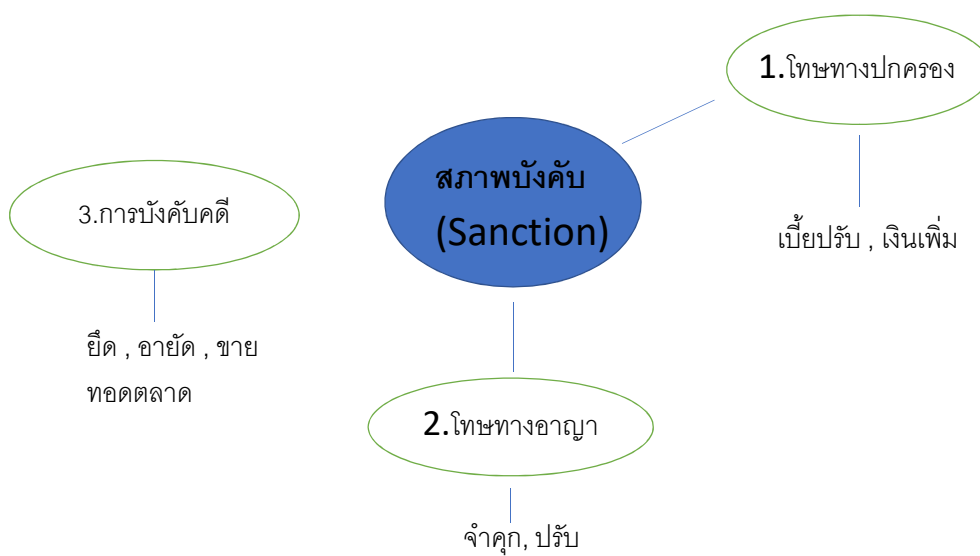 1.โทษทางปกครอง
เบี้ยปรับ , เงินเพิ่ม
สภาพบังคับ
(Sanction)
3.การบังคับคดี
ยึด , อายัด , ขาย
ทอดตลาด
2.โทษทางอาญา
จำคุก, ปรับ